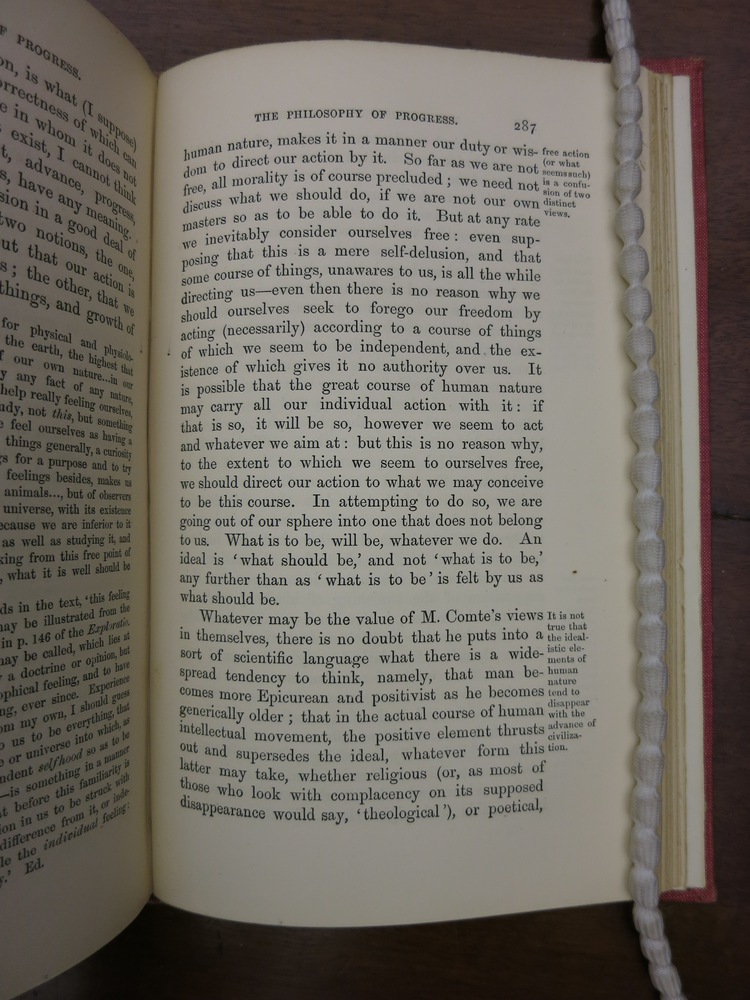 F PROGRESS.
on, is what (I suppose)
orrectness of which can
e in whom it does not
exist, I cannot think
t, advance, progress,
s, have any meaning.
sion in a good deal of
two notions, the one,
ut that our action is
s; the other, that we
things, and growth of
for physical and physiolo-
the earth, the highest that
f our own nature...in our
y any fact of any nature,
help really feeling ourselves,
udy, not this, but something
e feel ourselves as having a
things generally, a curiosity
gs for a purpose and to try
feelings besides, makes us
animals..., but of observers
universe, with its existence
ecause we are inferior to it
as well as studying it, and
king from this free point of
, what it is well should be
ds in the text, 'this feeling
may be illustrated from the
in p. 146 of the Exploratio.
may be called, which lies at
y a doctrine or opinion, but
ophical feeling, and to have
ng, ever since. Experience
om my own, I should guess
o us to be everything, that
e or universe into which, as
ndent selfhood so as to be
—is something in a manner
t before this familiarity is
ion in us to be struck with
difference from it, or inde-
le the individual feeling:
y.' Ed.
THE PHILOSOPHY OF PROGRESS. 287
human nature, makes it in a manner our duty or wis-
dom to direct our action by it. So far as we are not
free, all morality is of course precluded; we need not
discuss what we should do, if we are not our own
masters so as to be able to do it. But at any rate
we inevitably consider ourselves free: even sup-
posing that this is a mere self-delusion, and that
some course of things, unawares to us, is all the while
directing us—even then there is no reason why we
should ourselves seek to forego our freedom by
acting (necessarily) according to a course of things
of which we seem to be independent, and the ex-
istence of which gives it no authority over us. It
is possible that the great course of human nature
may carry all our individual action with it: if
that is so, it will be so, however we seem to act
and whatever we aim at: but this is no reason why,
to the extent to which we seem to ourselves free,
we should direct our action to what we may conceive
to be this course. In attempting to do so, we are
going out of our sphere into one that does not belong
to us. What is to be, will be, whatever we do. An
ideal is 'what should be,' and not 'what is to be,'
any further than as 'what is to be' is felt by us as
what should be.
free action
(or what
seems such)
is a confu-
sion of two
distinct
views.
Whatever may be the value of M. Comte's views
in themselves, there is no doubt that he puts into a
sort of scientific language what there is a wide-
spread tendency to think, namely, that man be-
comes more Epicurean and positivist as he becomes
generically older; that in the actual course of human
intellectual movement, the positive element thrusts
out and supersedes the ideal, whatever form this
latter may take, whether religious (or, as most of
those who look with complacency on its supposed
disappearance would say, 'theological'), or poetical,
It is not
true that
the ideal-
istic ele-
ments of
human
nature
tend to
disappear
with the
advance of
civiliza-
tion.